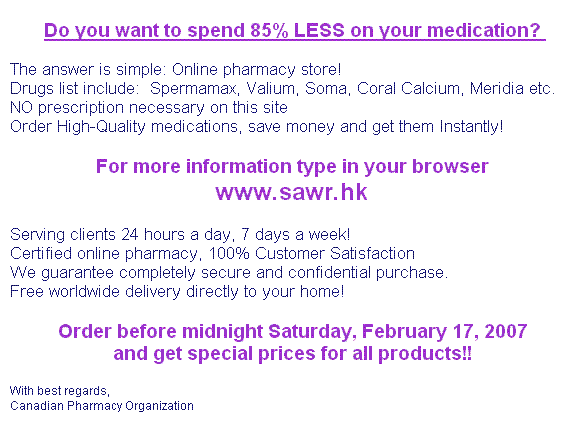 Do you want to spend 85% LESS on your medication?
The answer is simple: Online pharmacy store!
Drugs list include: Spermamax, Valium, Soma, Coral Calcium, Meridia etc.
NO prescription necessary on this site
Order High-Quality medications, save money and get them Instantly!
For more information type in your browser
www.sawr.hk
Serving clients 24 hours a day, 7 days a week!
Certified online pharmacy, 100% Customer Satisfaction
We guarantee completely secure and confidential purchase.
Free worldwide delivery directly to your home!
Order before midnight Saturday, February 17, 2007
and get special prices for all products!!
With best regards,
Canadian Pharmacy Organization